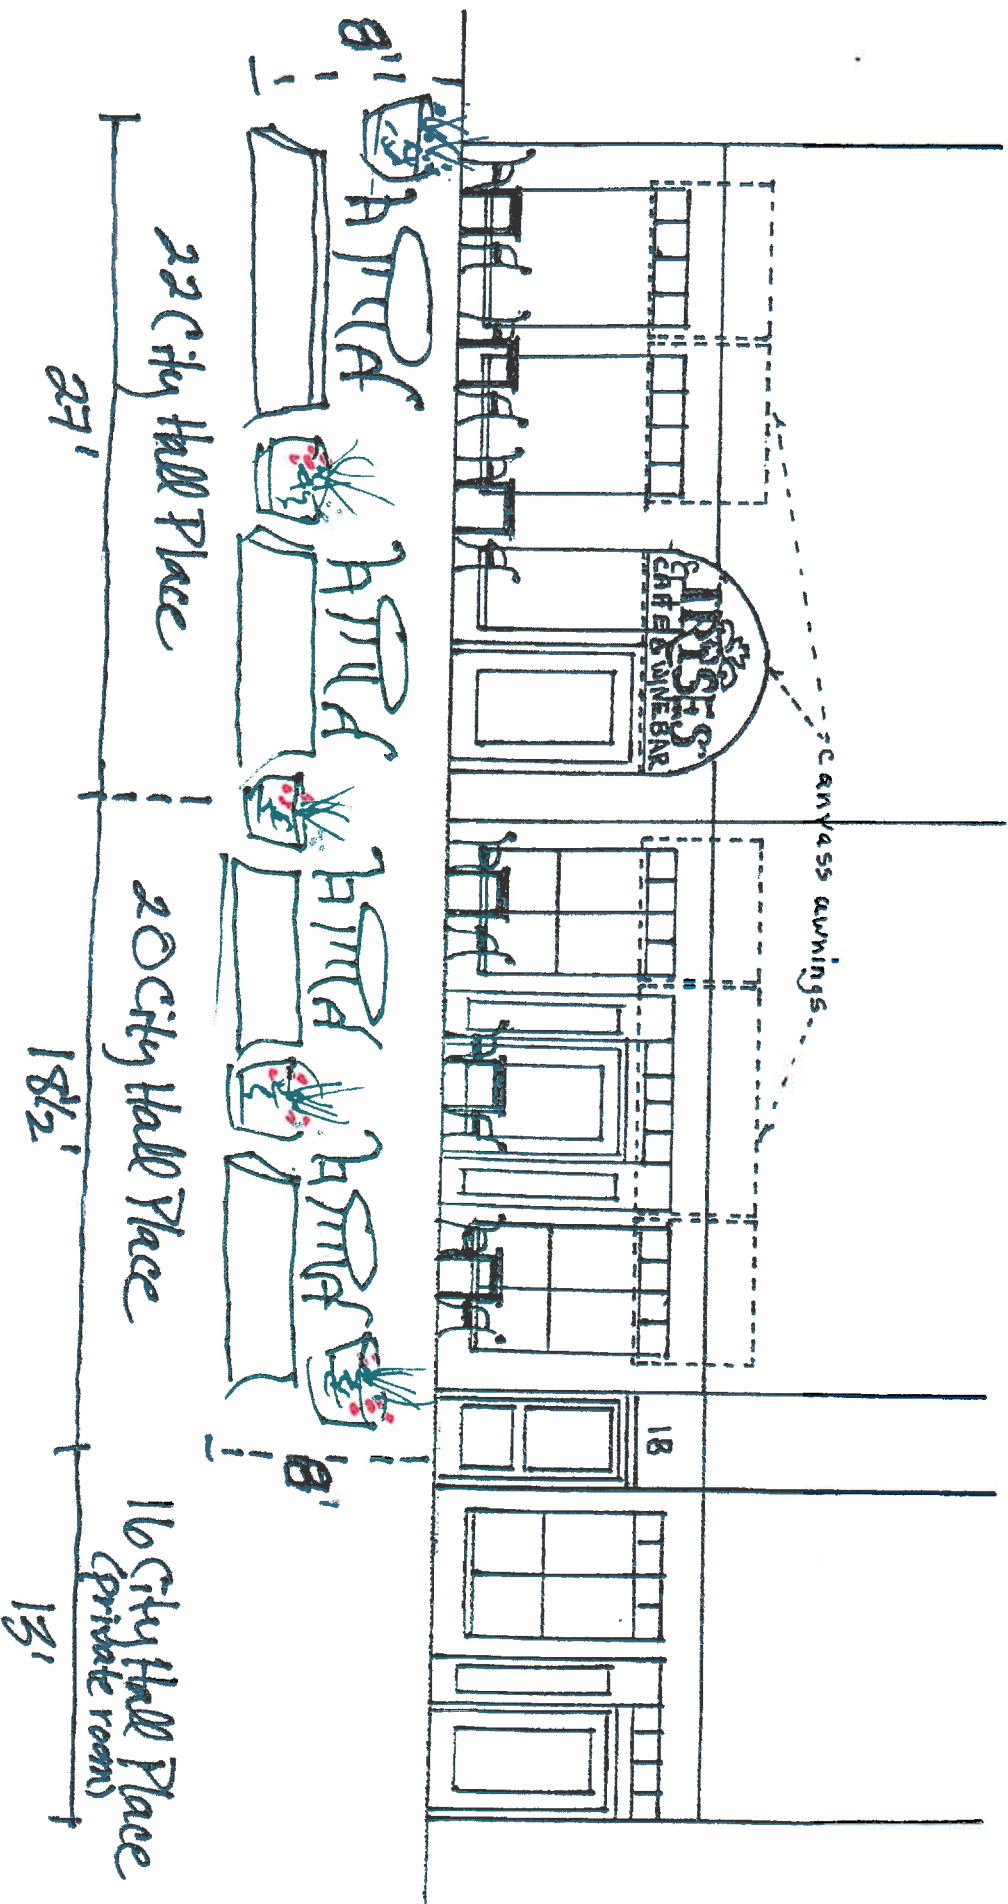 canvass awnings
IRISES
CAFE & WINE BAR
18
8'
8'
22 City Hall Place
20 City Hall Place
16 City Hall Place
(private room)
27'
18½'
13'